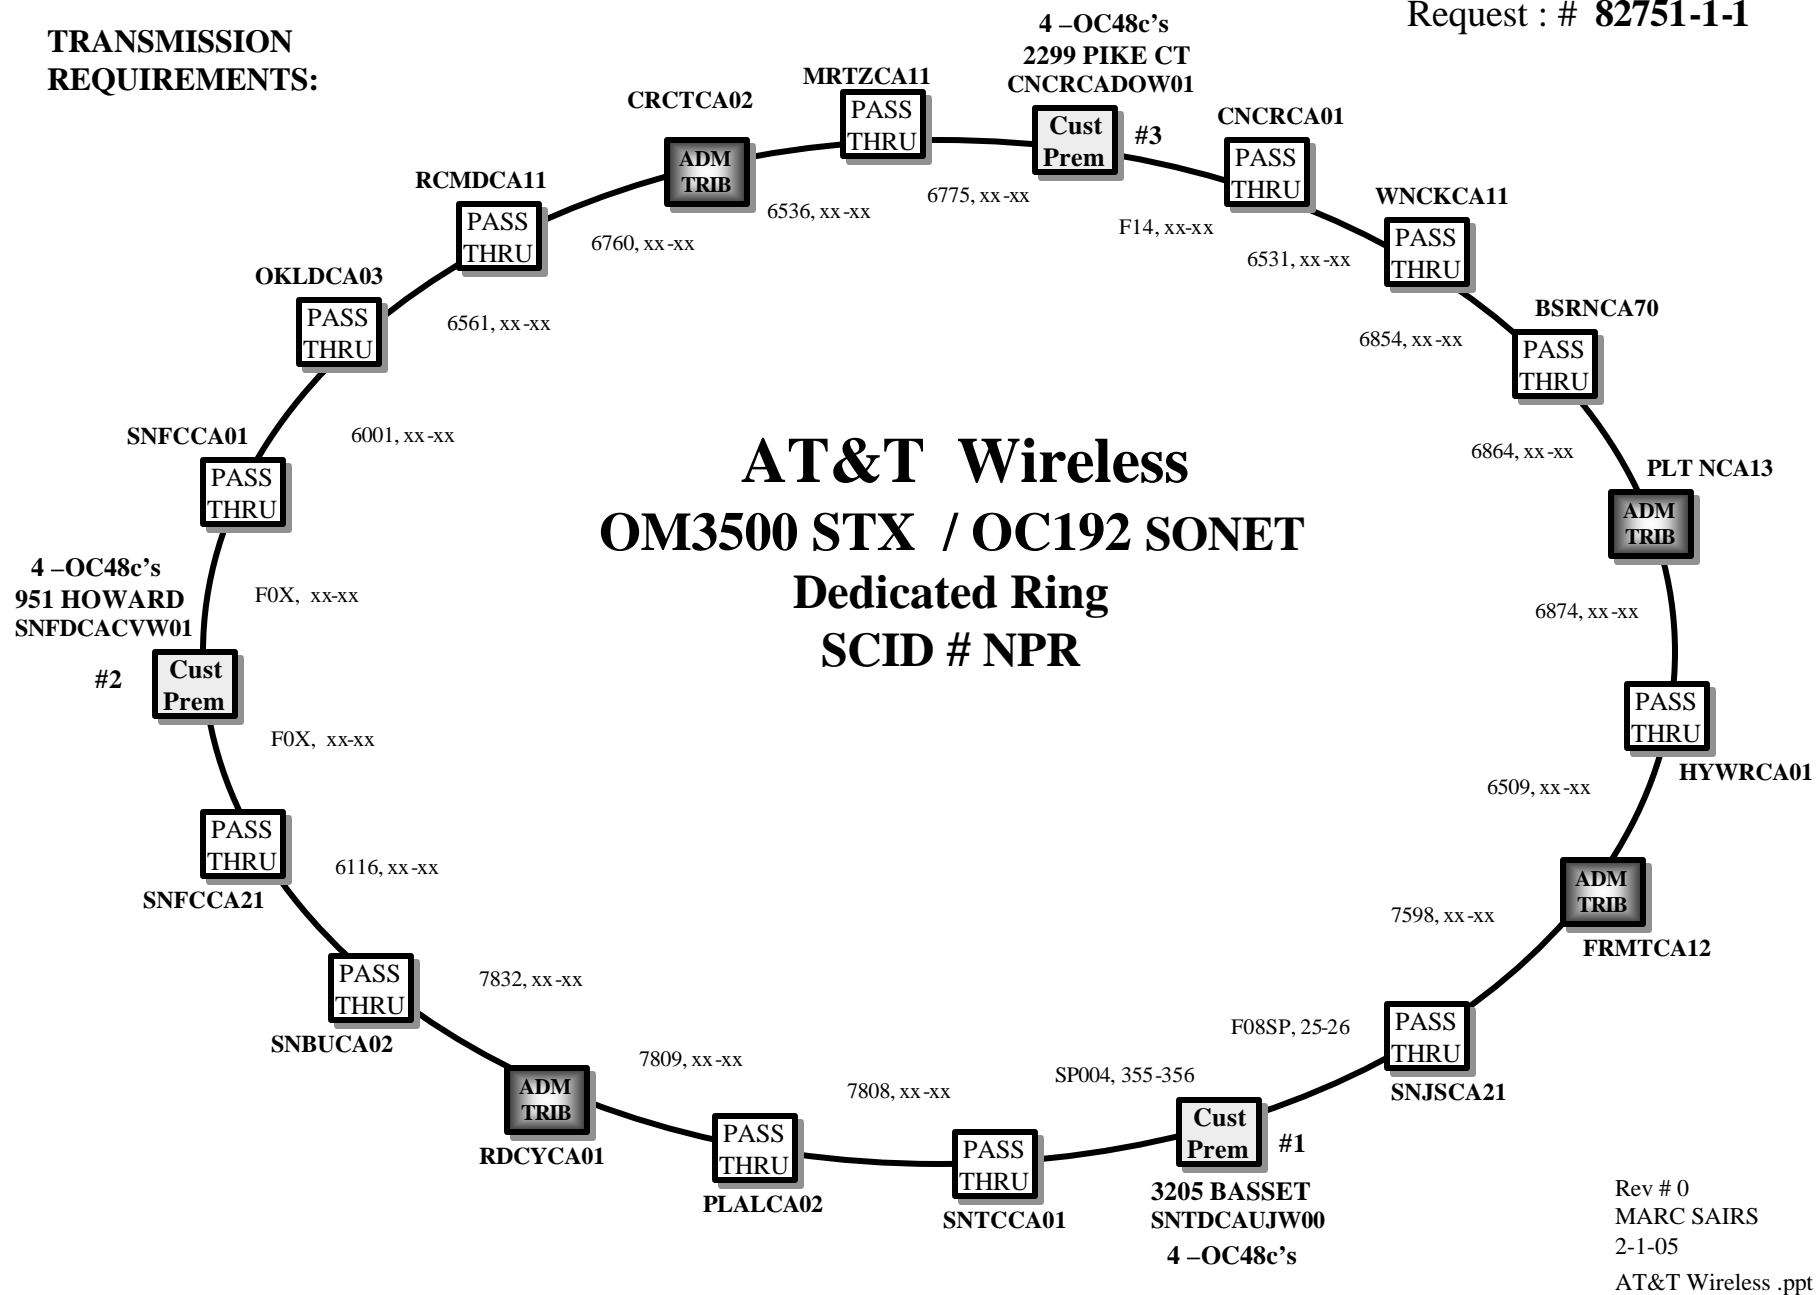 Request : # 82751-1-1
TRANSMISSION
REQUIREMENTS:
4 –OC48c's
2299 PIKE CT
CNCRCADOW01
Cust
Prem
#3
MRTZCA11
PASS
THRU
CRCTCA02
ADM
TRIB
CNCRCA01
PASS
THRU
RCMDCA11
PASS
THRU
WNCKCA11
PASS
THRU
6536, xx-xx
6775, xx-xx
F14, xx-xx
6760, xx-xx
6531, xx-xx
OKLDCA03
PASS
THRU
BSRNCA70
PASS
THRU
6561, xx-xx
6854, xx-xx
SNFCCA01
PASS
THRU
6001, xx-xx
6864, xx-xx
PLT NCA13
ADM
TRIB
AT&T Wireless
OM3500 STX / OC192 SONET
Dedicated Ring
SCID # NPR
4 –OC48c's
951 HOWARD
SNFDCACVW01
#2
Cust
Prem
F0X, xx-xx
6874, xx-xx
F0X, xx-xx
PASS
THRU
HYWRCA01
6509, xx-xx
PASS
THRU
SNFCCA21
6116, xx-xx
ADM
TRIB
FRMTCA12
7598, xx-xx
PASS
THRU
SNBUCA02
7832, xx-xx
F08SP, 25-26
PASS
THRU
SNJSCA21
7809, xx-xx
7808, xx-xx
SP004, 355-356
ADM
TRIB
RDCYCA01
PASS
THRU
PLALCA02
PASS
THRU
SNTCCA01
Cust
Prem
#1
3205 BASSET
SNTDCAUJW00
4 –OC48c's
Rev # 0
MARC SAIRS
2-1-05
AT&T Wireless .ppt